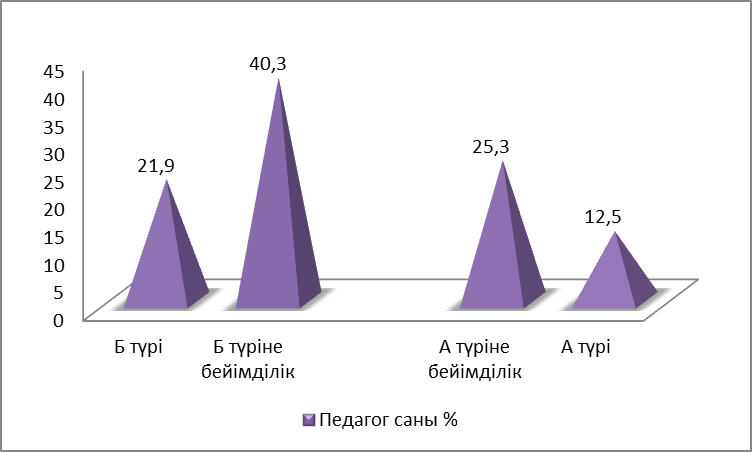 45
40
35
30
25
20
15
10
5
0
21,9
40,3
25,3
12,5
Б түрі
Б түріне
бейімділік
А түріне
бейімділік
А түрі
Педагог саны %